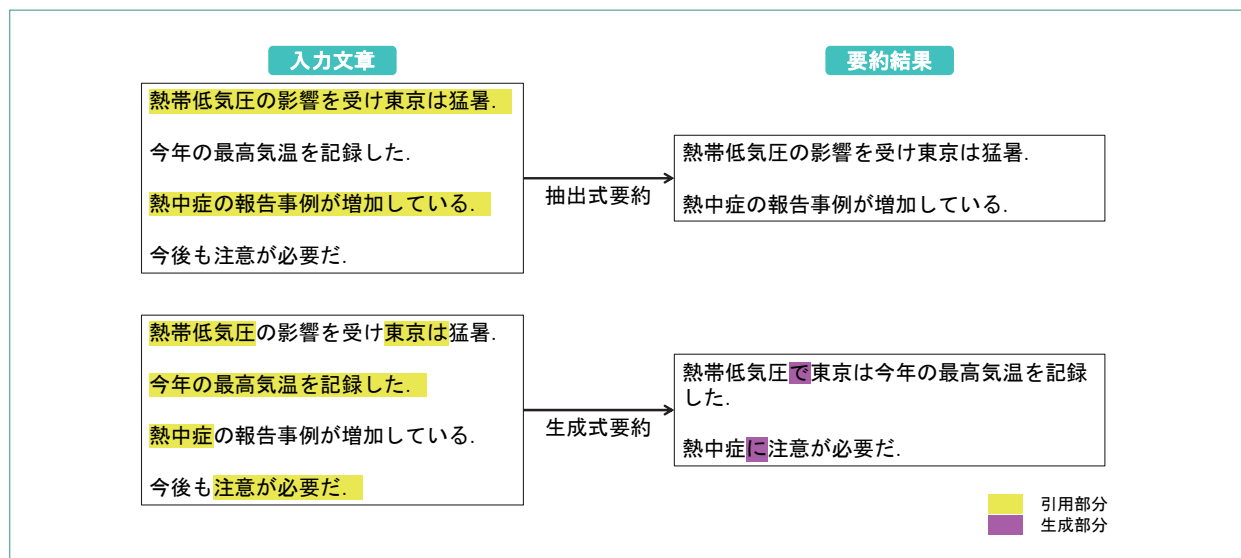 入力文章
要約結果
熱帯低気圧の影響を受け東京は猛暑.
今年の最高気温を記録した.
熱中症の報告事例が増加している.
今後も注意が必要だ.
抽出式要約
熱帯低気圧の影響を受け東京は猛暑.
熱中症の報告事例が増加している.
熱帯低気圧の影響を受け東京は猛暑.
今年の最高気温を記録した.
熱中症の報告事例が増加している.
今後も注意が必要だ.
生成式要約
熱帯低気圧で東京は今年の最高気温を記録
した.
熱中症に注意が必要だ.
引用部分
生成部分